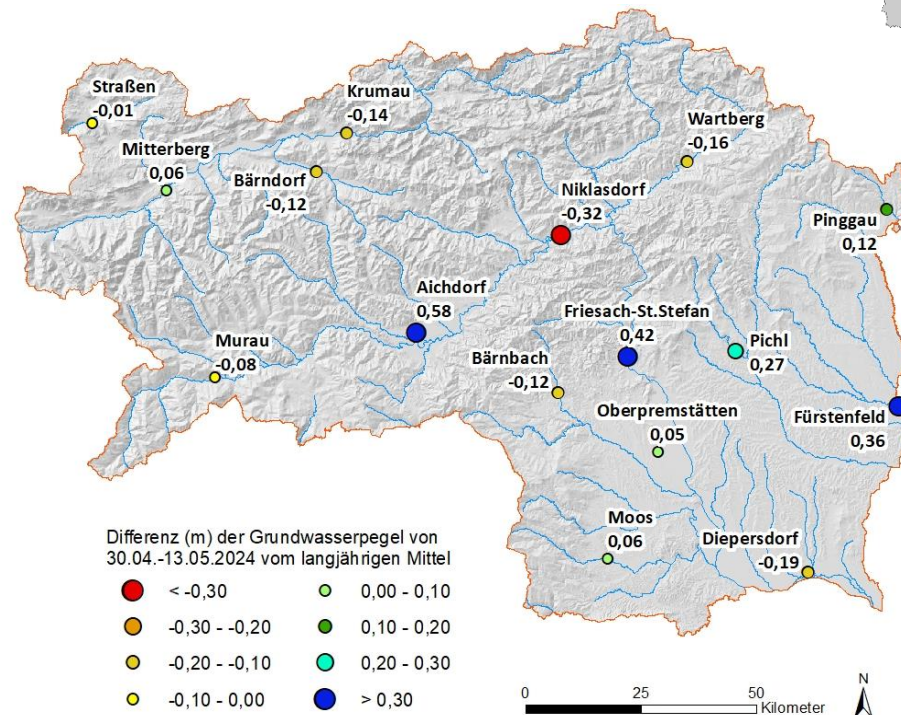 Straßen
-0,01
Krumau
-0,14
Wartberg
-0,16
Mitterberg
0,06
Bärndorf
-0,12
Niklasdorf
-0,32
Pinggau
0,12
Aichdorf
0,58
Friesach-St.Stefan
0,42
Pichl
0,27
Murau
-0,08
Bärnbach
-0,12
Oberpremstätten
0,05
Fürstenfeld
0,36
Moos
0,06
Diepersdorf
-0,19
Differenz (m) der Grundwasserpegel von
30.04.-13.05.2024 vom langjährigen Mittel
< -0,30
-0,30 - -0,20
-0,20 - -0,10
-0,10 - 0,00
0,00 - 0,10
0,10 - 0,20
0,20 - 0,30
> 0,30
0 25 50
Kilometer
N